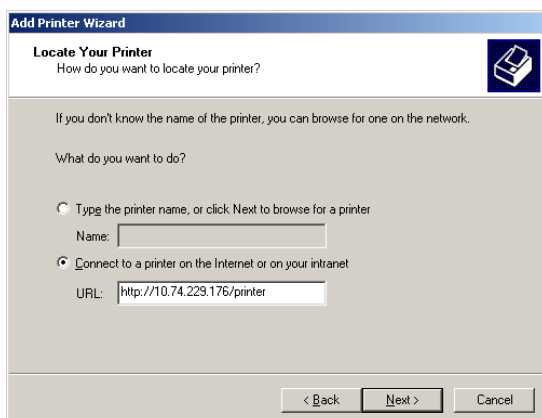 Add Printer Wizard
Locate Your Printer
How do you want to locate your printer?
If you don't know the name of the printer, you can browse for one on the network.
What do you want to do?
Type the printer name, or click Next to browse for a printer
Name:
Connect to a printer on the Internet or on your intranet
URL: http://10.74.229.176/printer
< Back Next > Cancel